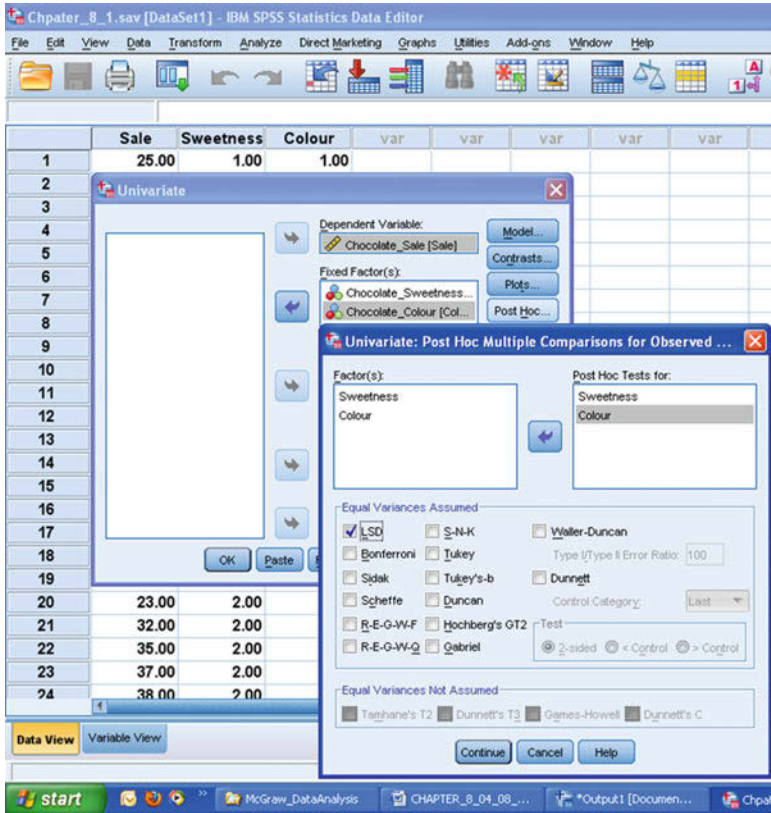 Chpater_8_1.sav [DataSet1] - IBM SPSS Statistics Data Editor
File Edit View Data Transform Analyze Direct Marketing Graphs Utilities Add-ons Window Help
Sale Sweetness Colour var var var var var
1 25.00 1.00 1.00
2
3
4
5
6
7
8
9
10
11
12
13
14
15
16
17
18
19
20 23.00 2.00
21 32.00 2.00
22 35.00 2.00
23 37.00 2.00
24 38.00 2.00
Univariate
Dependent Variable:
Chocolate_Sale [Sale]
Fixed Factor(s):
Chocolate_Sweetness...
Chocolate_Colour [Col...
Model...
Contrasts...
Plots...
Post Hoc...
OK Paste
Univariate: Post Hoc Multiple Comparisons for Observed ...
Factor(s):
Sweetness
Colour
Post Hoc Tests for:
Sweetness
Colour
Equal Variances Assumed
LSD S-N-K Waller-Duncan
Bonferroni Tukey Type I/Type II Error Ratio: 100
Sidak Tukey's-b Dunnett
Scheffe Duncan Control Category: Last
R-E-G-W-F Hochberg's GT2 Test
R-E-G-W-Q Gabriel 2-sided < Control > Control
Equal Variances Not Assumed
Tamhane's T2 Dunnett's T3 Games-Howell Dunnett's C
Continue Cancel Help
Data View Variable View
start McGraw_DataAnalysis CHAPTER_8_04_08_... *Output1 [Documen...